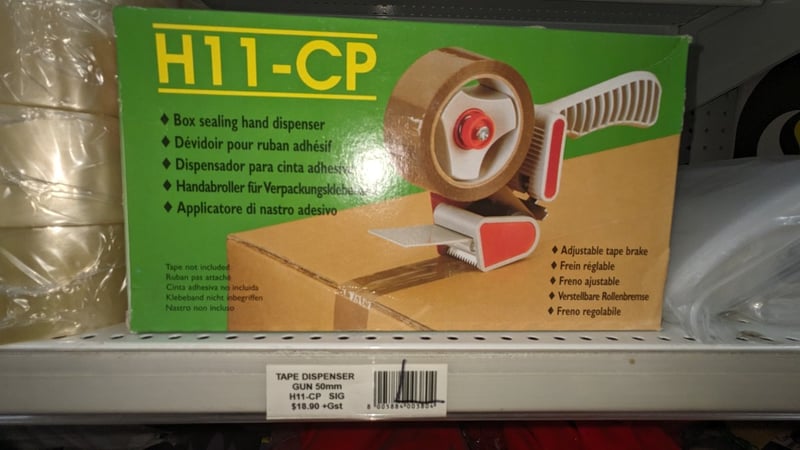 H11-CP
♦ Box sealing hand dispenser
♦ Dévidoir pour ruban adhésif
♦ Dispensador para cinta adhesiva
♦ Handabroller für Verpackungsklebeband
♦ Applicatore di nastro adesivo
Tape not included
Ruban pas attaché
Cinta adhesiva no incluida
Klebeband nicht inbegriffen
Nastro non incluso
♦ Adjustable tape brake
♦ Frein réglable
♦ Freno ajustable
♦ Verstellbare Rollenbremse
♦ Freno regolabile
TAPE DISPENSER
GUN 50mm
H11-CP SIG
$18.90 +Gst
8 003884 003804